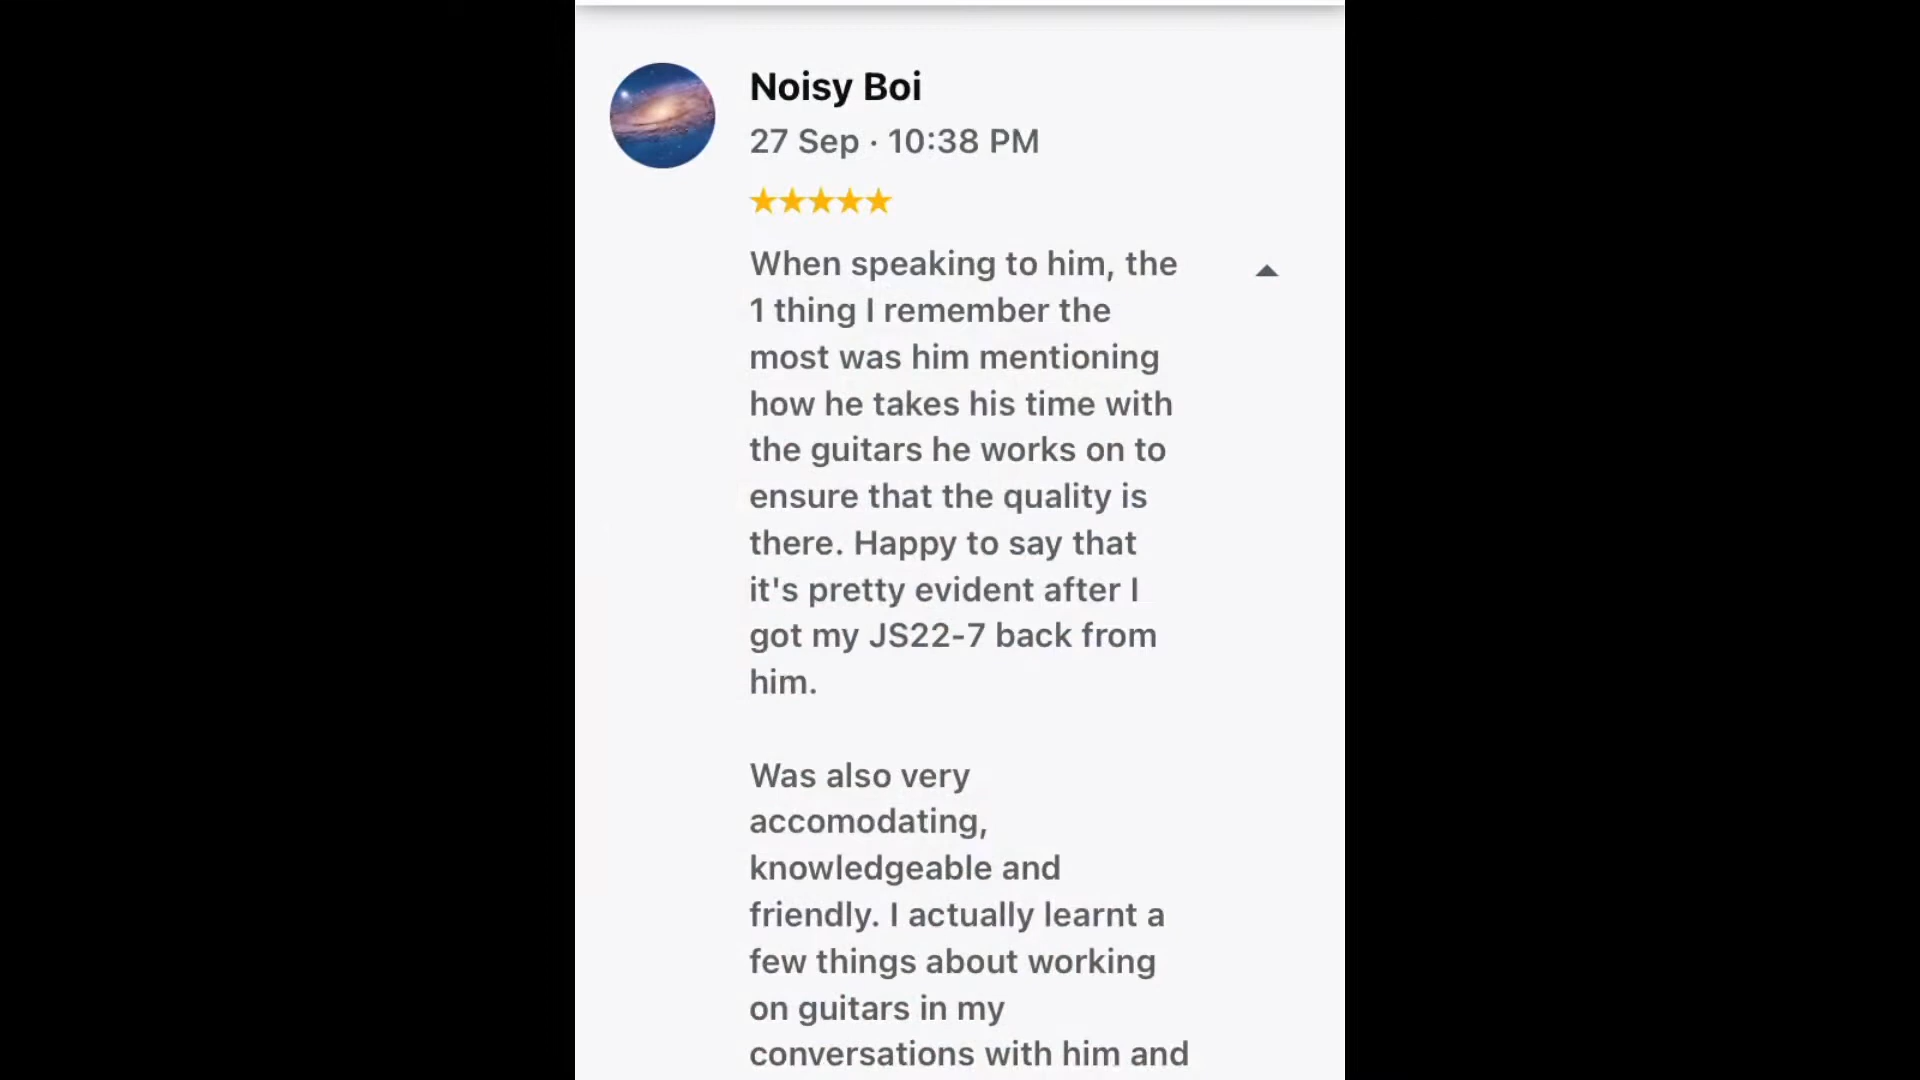 Noisy Boi
27 Sep · 10:38 PM
★★★★★
When speaking to him, the
1 thing I remember the
most was him mentioning
how he takes his time with
the guitars he works on to
ensure that the quality is
there. Happy to say that
it's pretty evident after I
got my JS22-7 back from
him.
Was also very
accomodating,
knowledgeable and
friendly. I actually learnt a
few things about working
on guitars in my
conversations with him and